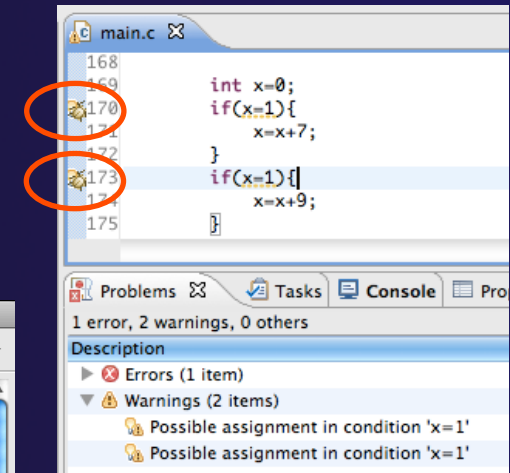 main.c
168
169 int x=0;
170 if(x=1){
171 x=x+7;
172 }
173 if(x=1){
174 x=x+9;
175 }
Problems Tasks Console Pro
1 error, 2 warnings, 0 others
Description
Errors (1 item)
Warnings (2 items)
Possible assignment in condition 'x=1'
Possible assignment in condition 'x=1'